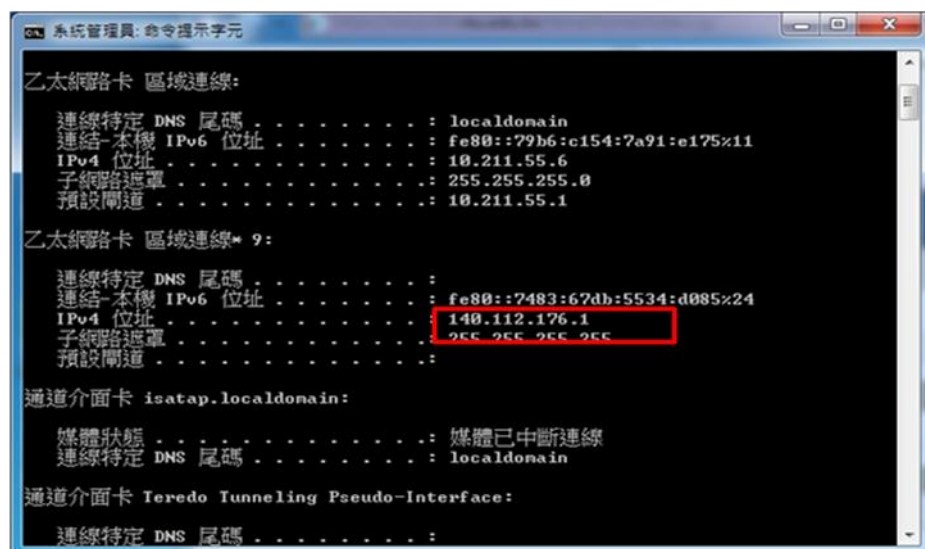 系統管理員: 命令提示字元
乙太網路卡 區域連線:
連線特定 DNS 尾碼 . . . . . . . . : localdomain
連結-本機 IPv6 位址 . . . . . . . : fe80::79b6:c154:7a91:e175%11
IPv4 位址 . . . . . . . . . . . . : 10.211.55.6
子網路遮罩 . . . . . . . . . . . .: 255.255.255.0
預設閘道 . . . . . . . . . . . . .: 10.211.55.1
乙太網路卡 區域連線* 9:
連線特定 DNS 尾碼 . . . . . . . . :
連結-本機 IPv6 位址 . . . . . . . : fe80::7483:67db:5534:d085%24
IPv4 位址 . . . . . . . . . . . . : 140.112.176.1
子網路遮罩 . . . . . . . . . . . .: 255.255.255.255
預設閘道 . . . . . . . . . . . . .:
通道介面卡 isatap.localdomain:
媒體狀態 . . . . . . . . . . . . .: 媒體已中斷連線
連線特定 DNS 尾碼 . . . . . . . . : localdomain
通道介面卡 Teredo Tunneling Pseudo-Interface:
連線特定 DNS 尾碼 . . . . . . . . :